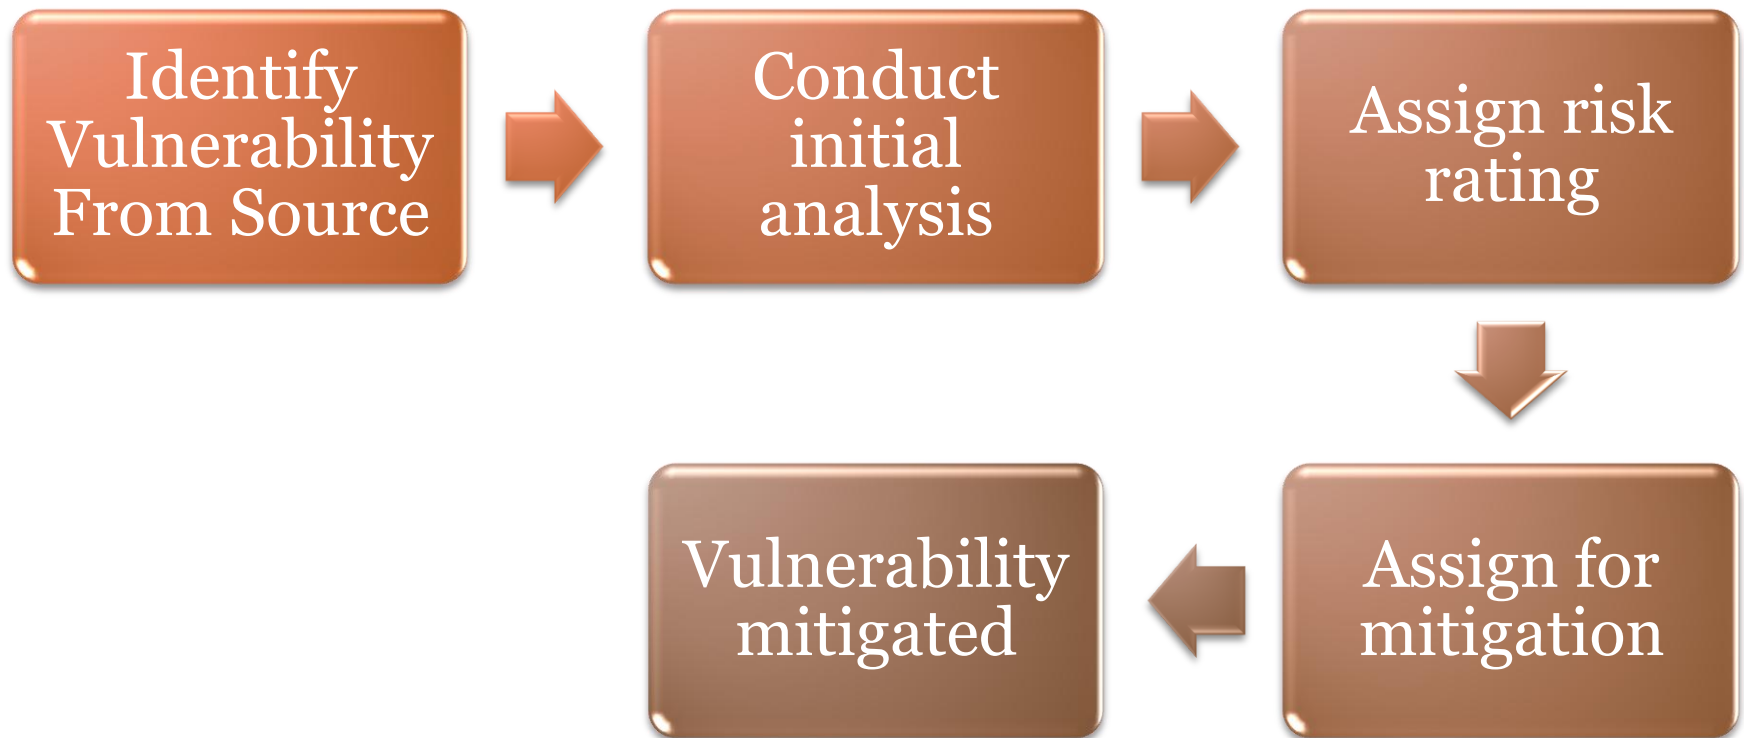 Identify
Vulnerability
From Source
Conduct
initial
analysis
Assign risk
rating
Assign for
mitigation
Vulnerability
mitigated